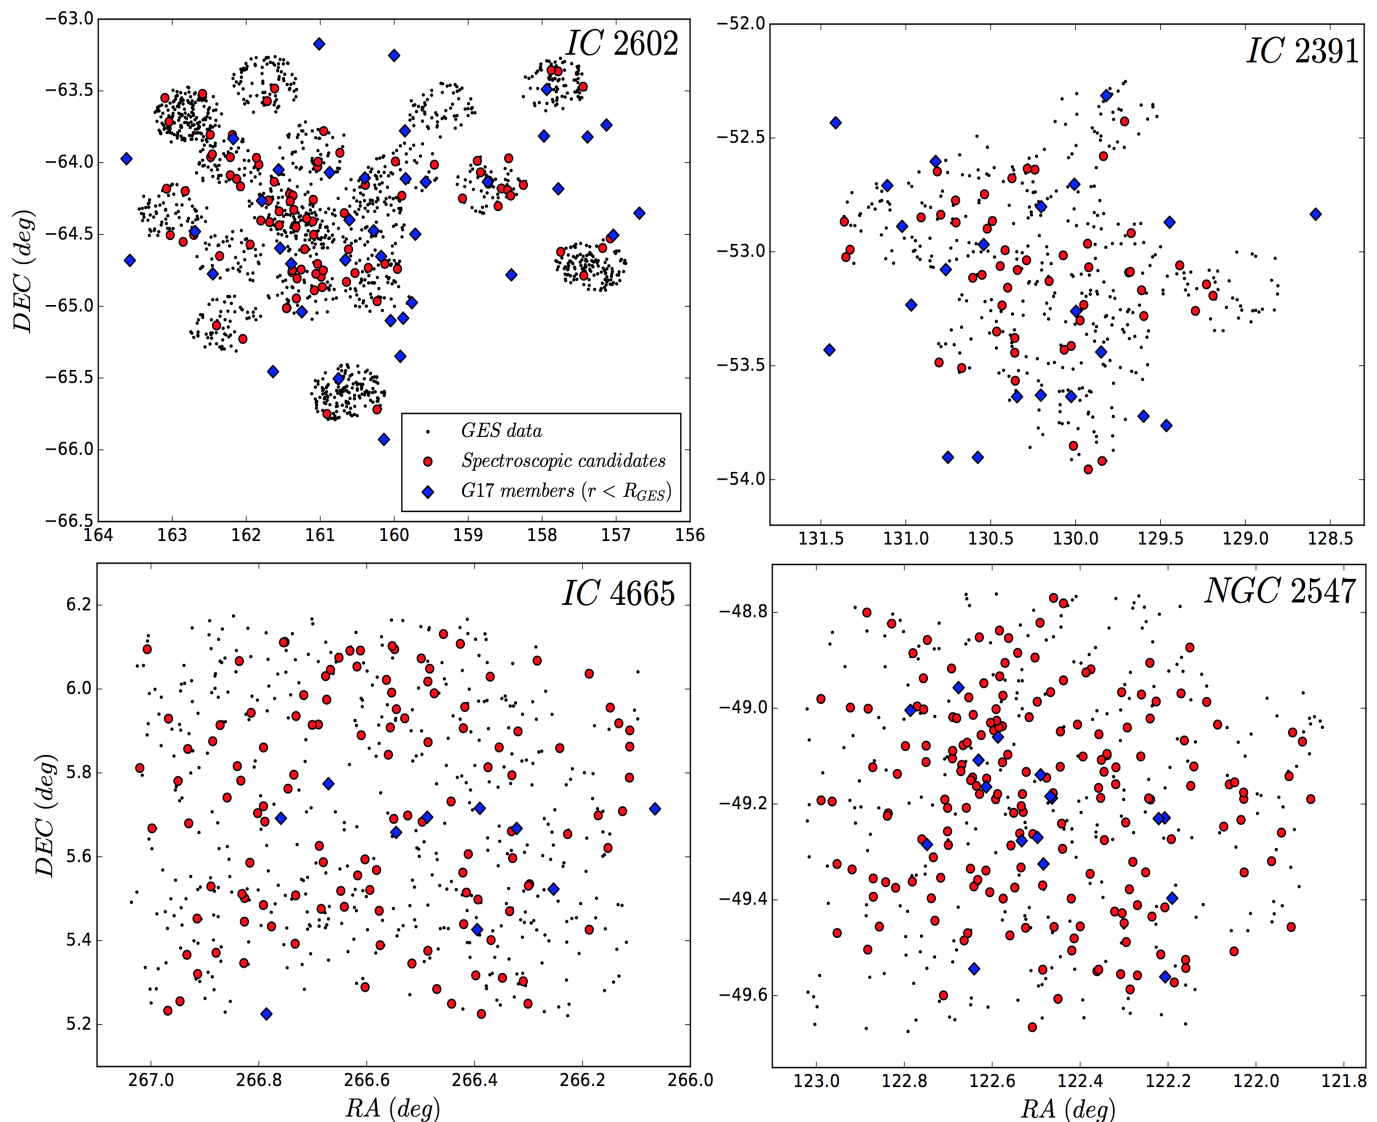 IC 2602
−63.0
−63.5
−64.0
−64.5
−65.0
−65.5
−66.0
−66.5
164 163 162 161 160 159 158 157 156
DEC (deg)
GES data
Spectroscopic candidates
G17 members (r < R_GES)
IC 2391
−52.0
−52.5
−53.0
−53.5
−54.0
131.5 131.0 130.5 130.0 129.5 129.0 128.5
IC 4665
6.2
6.0
5.8
5.6
5.4
5.2
267.0 266.8 266.6 266.4 266.2 266.0
DEC (deg)
RA (deg)
NGC 2547
−48.8
−49.0
−49.2
−49.4
−49.6
123.0 122.8 122.6 122.4 122.2 122.0 121.8
RA (deg)